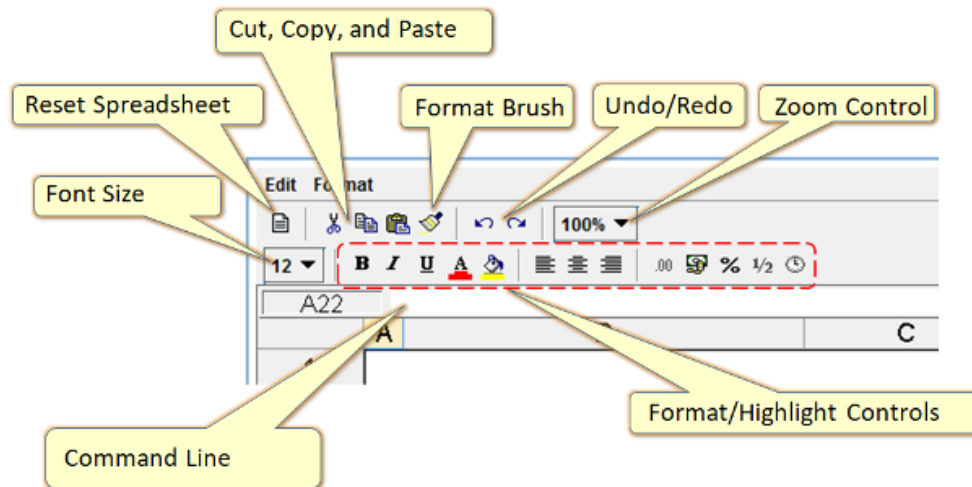 Cut, Copy, and Paste
Reset Spreadsheet
Format Brush
Undo/Redo
Zoom Control
Font Size
Edit
100%
12
B I U A
.00 % 1/2
A22
A
C
Format/Highlight Controls
Command Line